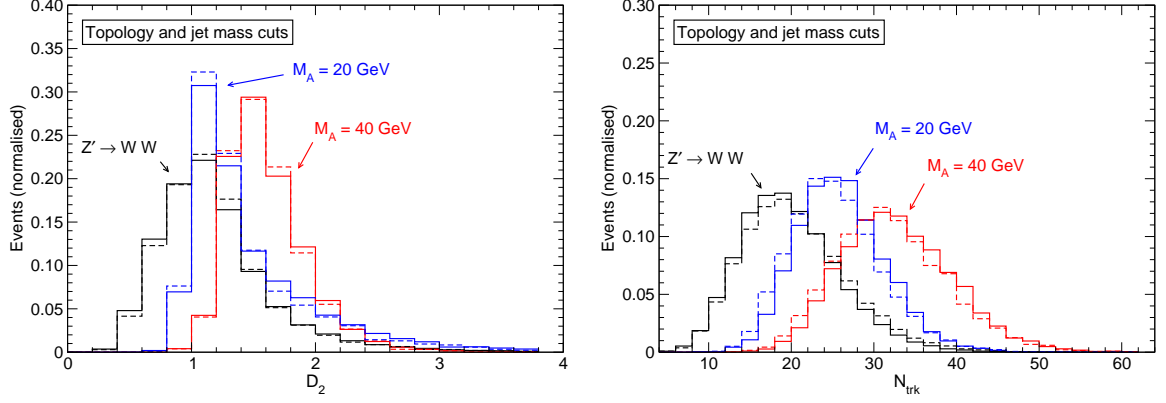 0.40
0.35
0.30
0.25
0.20
0.15
0.10
0.05
0.00
Events (normalised)
Topology and jet mass cuts
M_A = 20 GeV
M_A = 40 GeV
Z′ → W W
0 1 2 3 4
D_2
0.30
0.25
0.20
0.15
0.10
0.05
0.00
Events (normalised)
Topology and jet mass cuts
M_A = 20 GeV
M_A = 40 GeV
Z′ → W W
10 20 30 40 50 60
N_trk